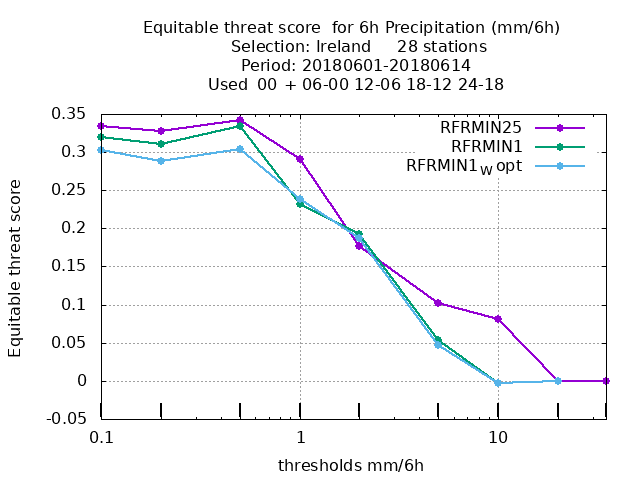 Equitable threat score for 6h Precipitation (mm/6h)
Selection: Ireland 28 stations
Period: 20180601-20180614
Used 00 + 06-00 12-06 18-12 24-18
RFRMIN25
RFRMIN1
RFRMIN1W opt
Equitable threat score
0.35
0.3
0.25
0.2
0.15
0.1
0.05
0
-0.05
0.1 1 10
thresholds mm/6h